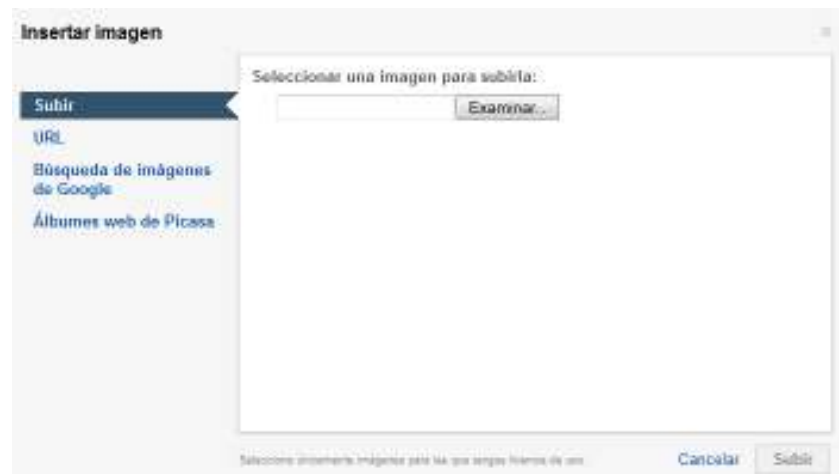 Insertar imagen
Seleccionar una imagen para subirla:
Examinar...
Subir
URL
Búsqueda de imágenes
de Google
Álbumes web de Picasa
Cancelar
Subir